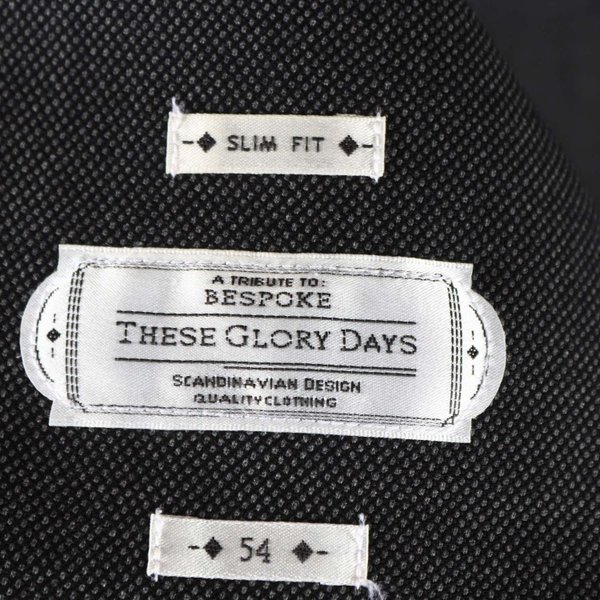 SLIM FIT
A TRIBUTE TO:
BESPOKE
THESE GLORY DAYS
SCANDINAVIAN DESIGN
QUALITY CLOTHING
54